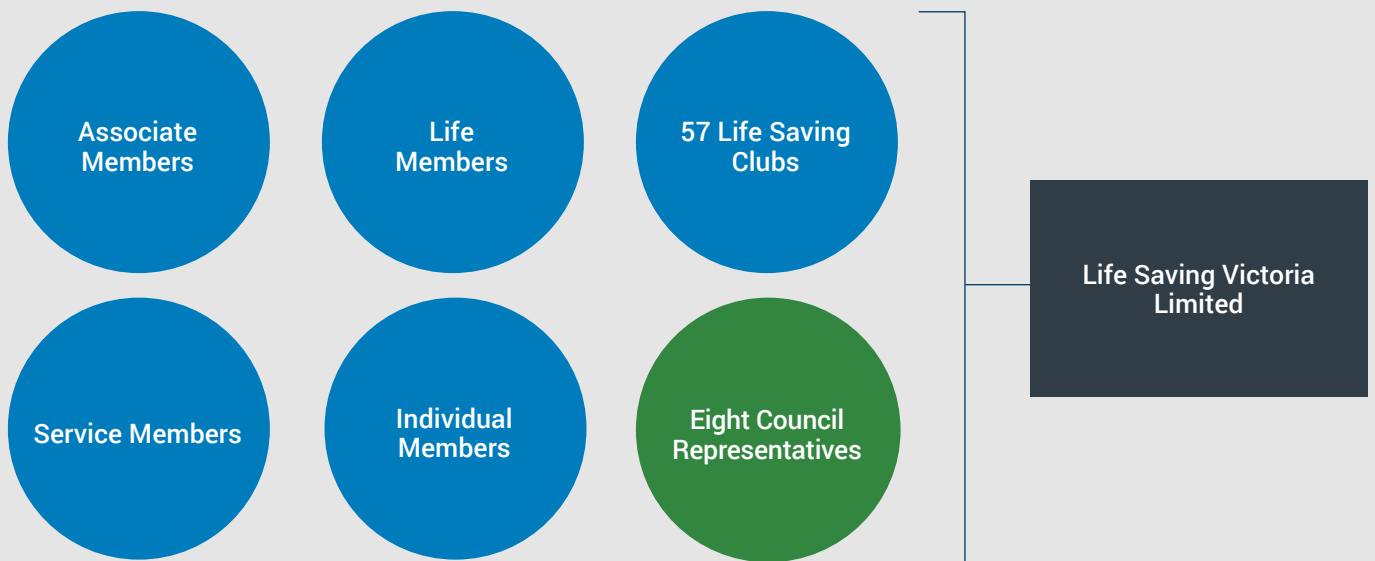 Associate
Members
Life
Members
57 Life Saving
Clubs
Life Saving Victoria
Limited
Service Members
Individual
Members
Eight Council
Representatives